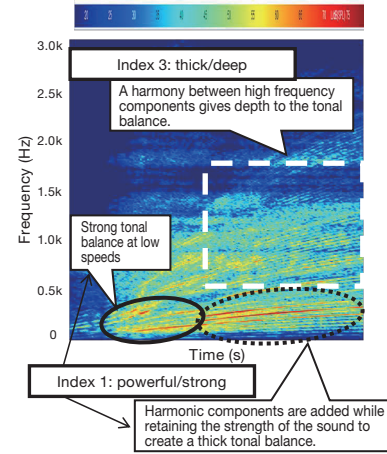 3.0k
Index 3: thick/deep
A harmony between high frequency
components gives depth to the tonal
balance.
2.5k
2.0k
1.5k
1.0k
0.5k
0
Frequency (Hz)
Strong tonal
balance at low
speeds
Time (s)
Index 1: powerful/strong
Harmonic components are added while
retaining the strength of the sound to
create a thick tonal balance.